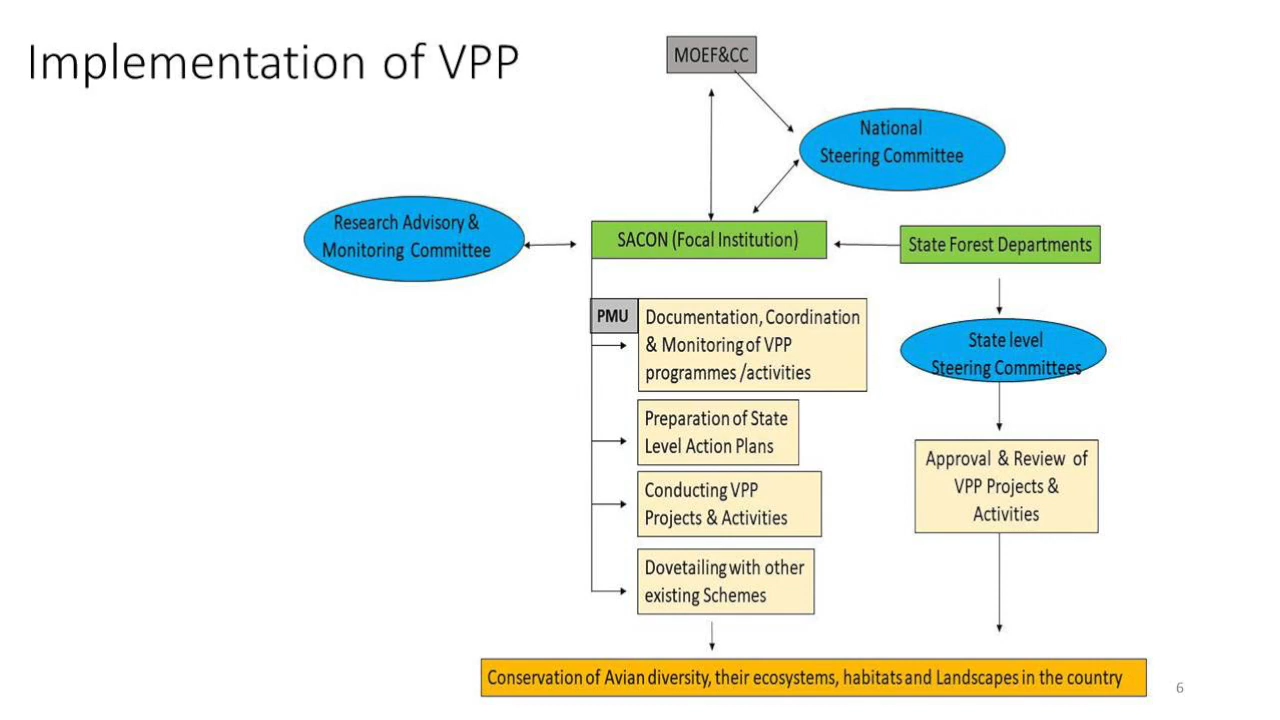 Implementation of VPP
MOEF&CC
National
Steering Committee
Research Advisory &
Monitoring Committee
SACON (Focal Institution)
State Forest Departments
PMU
Documentation, Coordination
& Monitoring of VPP
programmes /activities
State level
Steering Committees
Preparation of State
Level Action Plans
Approval & Review of
VPP Projects &
Activities
Conducting VPP
Projects & Activities
Dovetailing with other
existing Schemes
Conservation of Avian diversity, their ecosystems, habitats and Landscapes in the country
6